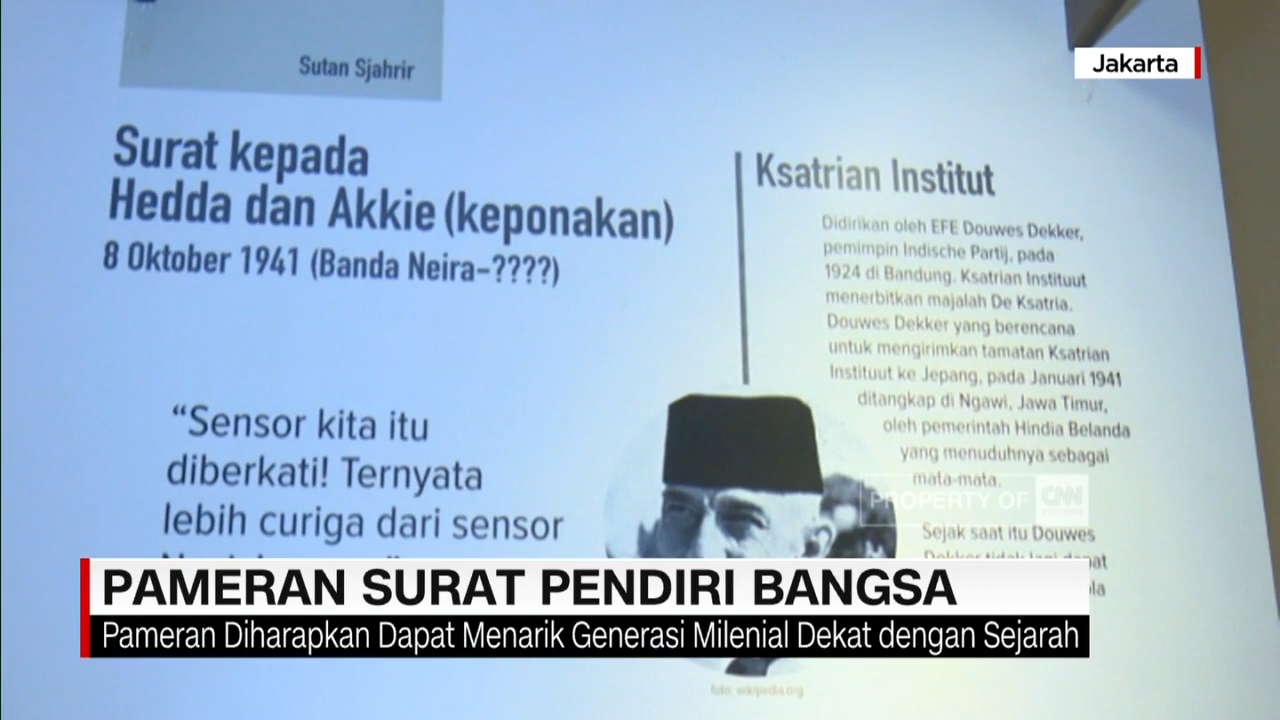 Jakarta
Sutan Sjahrir
Surat kepada
Hedda dan Akkie (keponakan)
8 Oktober 1941 (Banda Neira-????)
“Sensor kita itu
diberkati! Ternyata
lebih curiga dari sensor
Ksatrian Institut
Didirikan oleh EFE Douwes Dekker,
pemimpin Indische Partij, pada
1924 di Bandung. Ksatrian Instituut
menerbitkan majalah De Ksatria.
Douwes Dekker yang berencana
untuk mengirimkan tamatan Ksatrian
Instituut ke Jepang, pada Januari 1941
ditangkap di Ngawi, Jawa Timur,
oleh pemerintah Hindia Belanda
yang menuduhnya sebagai
mata-mata.
PROPERTY OF CNN
Sejak saat itu Douwes
PAMERAN SURAT PENDIRI BANGSA
Pameran Diharapkan Dapat Menarik Generasi Milenial Dekat dengan Sejarah
foto: wikipedia.org